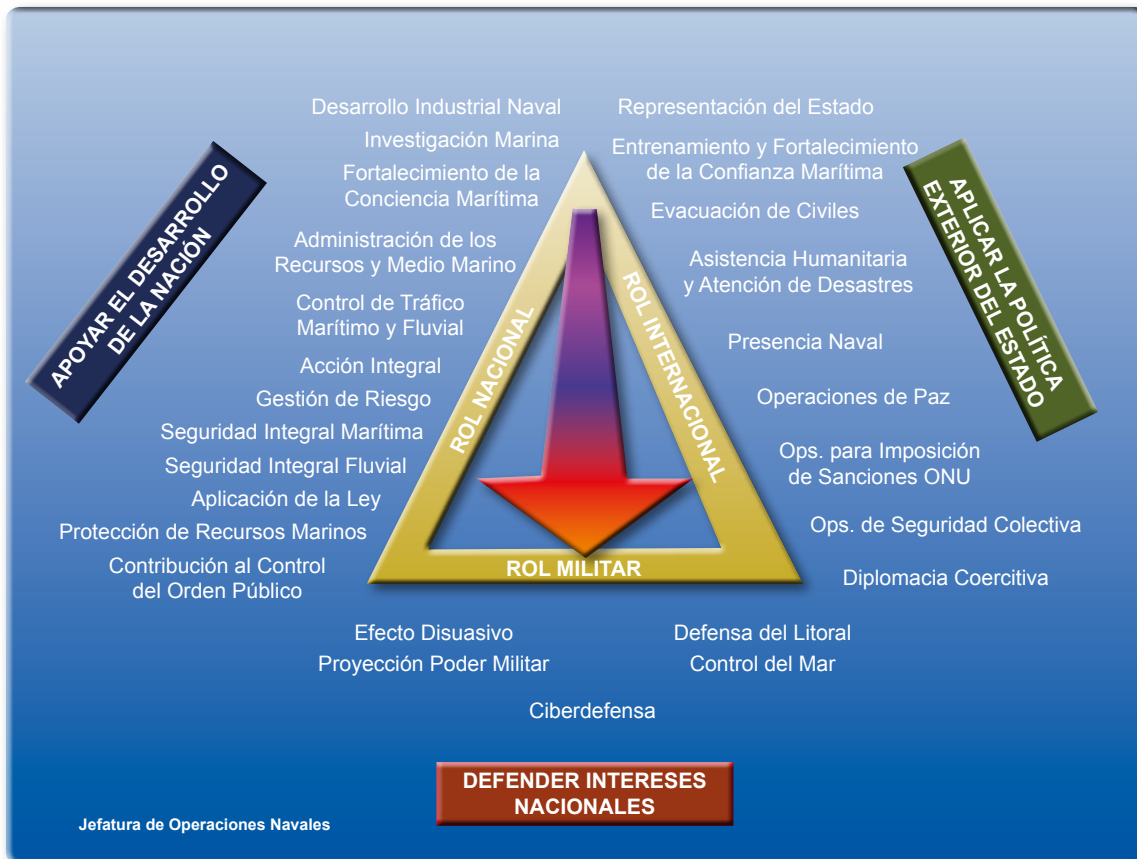 APOYAR EL DESARROLLO
DE LA NACIÓN
Desarrollo Industrial Naval
Investigación Marina
Fortalecimiento de la
Conciencia Marítima
Administración de los
Recursos y Medio Marino
Control de Tráfico
Marítimo y Fluvial
Acción Integral
Gestión de Riesgo
Seguridad Integral Marítima
Seguridad Integral Fluvial
Aplicación de la Ley
Protección de Recursos Marinos
Contribución al Control
del Orden Público
ROL NACIONAL
ROL INTERNACIONAL
ROL MILITAR
Representación del Estado
Entrenamiento y Fortalecimiento
de la Confianza Marítima
Evacuación de Civiles
Asistencia Humanitaria
y Atención de Desastres
Presencia Naval
Operaciones de Paz
Ops. para Imposición
de Sanciones ONU
Ops. de Seguridad Colectiva
Diplomacia Coercitiva
APLICAR LA POLÍTICA
EXTERIOR DEL ESTADO
Efecto Disuasivo
Proyección Poder Militar
Defensa del Litoral
Control del Mar
Ciberdefensa
DEFENDER INTERESES
NACIONALES
Jefatura de Operaciones Navales